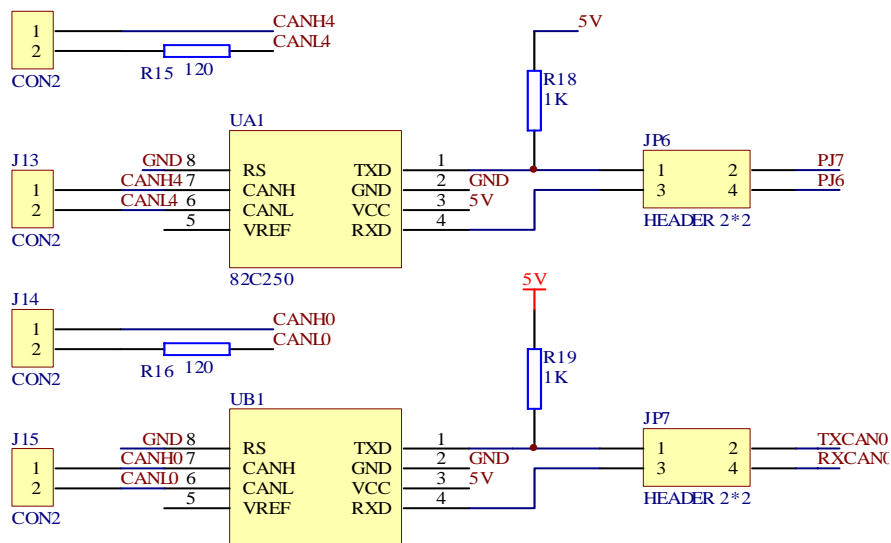 CANH4
1
2
CANL4
R15 120
CON2
5V
R18
1K
UA1
J13
GND 8 RS TXD 1
1 CANH4 7 CANH GND 2 GND
2 CANL4 6 CANL VCC 3 5V
5 VREF RXD 4
CON2
82C250
JP6
1 2 PJ7
3 4 PJ6
HEADER 2*2
J14
CANH0
1
2
CANL0
R16 120
CON2
5V
R19
1K
UB1
J15
GND 8 RS TXD 1
1 CANH0 7 CANH GND 2 GND
2 CANL0 6 CANL VCC 3 5V
5 VREF RXD 4
CON2
JP7
1 2 TXCAN0
3 4 RXCAN0
HEADER 2*2